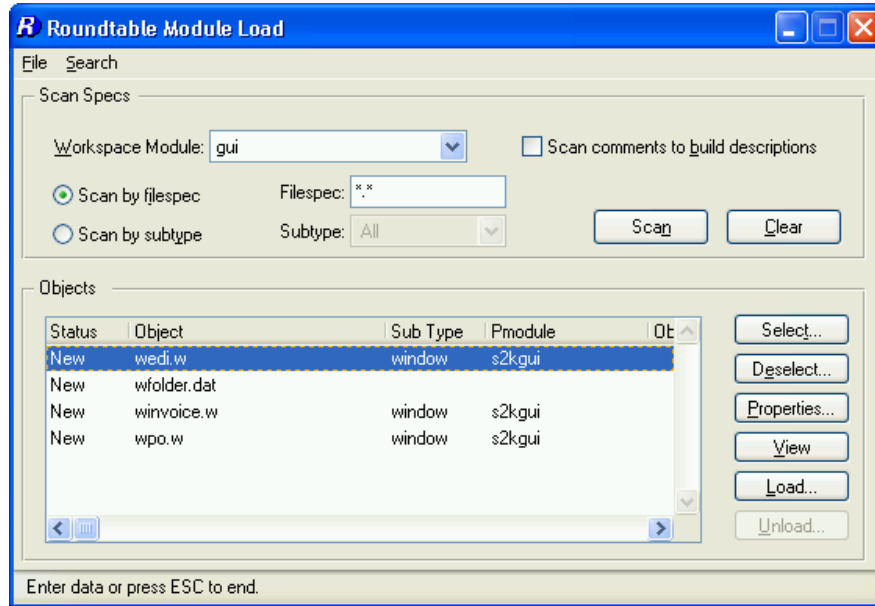 R Roundtable Module Load
File Search
Scan Specs
Workspace Module: gui
Scan comments to build descriptions
Scan by filespec
Filespec: *.*
Scan by subtype
Subtype: All
Scan
Clear
Objects
Status Object Sub Type Pmodule Ob
New wedi.w window s2kgui
New wfolder.dat
New winvoice.w window s2kgui
New wpo.w window s2kgui
Select...
Deselect...
Properties...
View
Load...
Unload...
Enter data or press ESC to end.